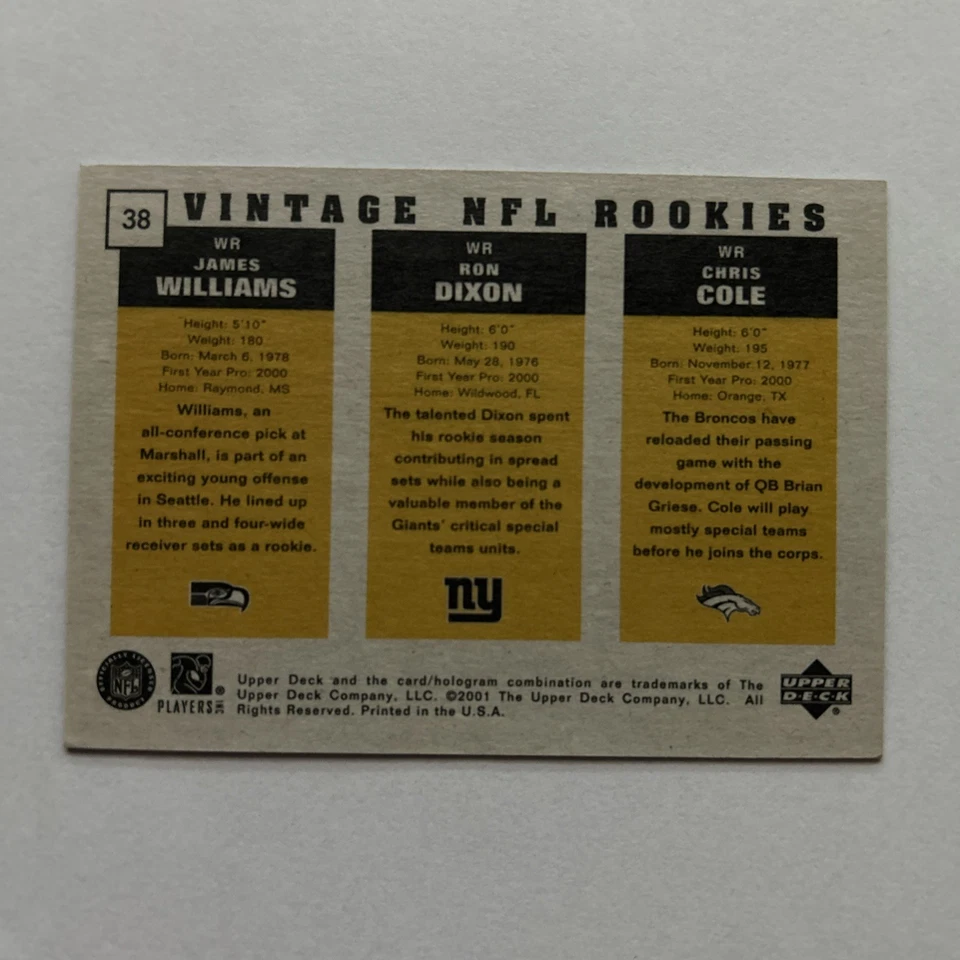 38
VINTAGE NFL ROOKIES
WR
JAMES
WILLIAMS
Height: 5'10"
Weight: 180
Born: March 6, 1978
First Year Pro: 2000
Home: Raymond, MS
Williams, an
all-conference pick at
Marshall, is part of an
exciting young offense
in Seattle. He lined up
in three and four-wide
receiver sets as a rookie.
WR
RON
DIXON
Height: 6'0"
Weight: 190
Born: May 28, 1976
First Year Pro: 2000
Home: Wildwood, FL
The talented Dixon spent
his rookie season
contributing in spread
sets while also being a
valuable member of the
Giants' critical special
teams units.
ny
WR
CHRIS
COLE
Height: 6'0"
Weight: 195
Born: November 12, 1977
First Year Pro: 2000
Home: Orange, TX
The Broncos have
reloaded their passing
game with the
development of QB Brian
Griese. Cole will play
mostly special teams
before he joins the corps.
OFFICIALLY LICENSED
NFL
PRODUCT
PLAYERS INC
®
Upper Deck and the card/hologram combination are trademarks of The
Upper Deck Company, LLC. ©2001 The Upper Deck Company, LLC. All
Rights Reserved. Printed in the U.S.A.
UPPER
DECK
®